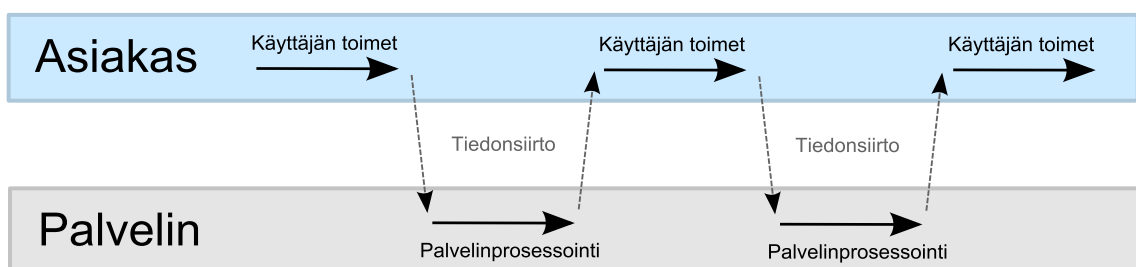 Asiakas
Käyttäjän toimet
Käyttäjän toimet
Käyttäjän toimet
Tiedonsiirto
Tiedonsiirto
Palvelin
Palvelinprosessointi
Palvelinprosessointi